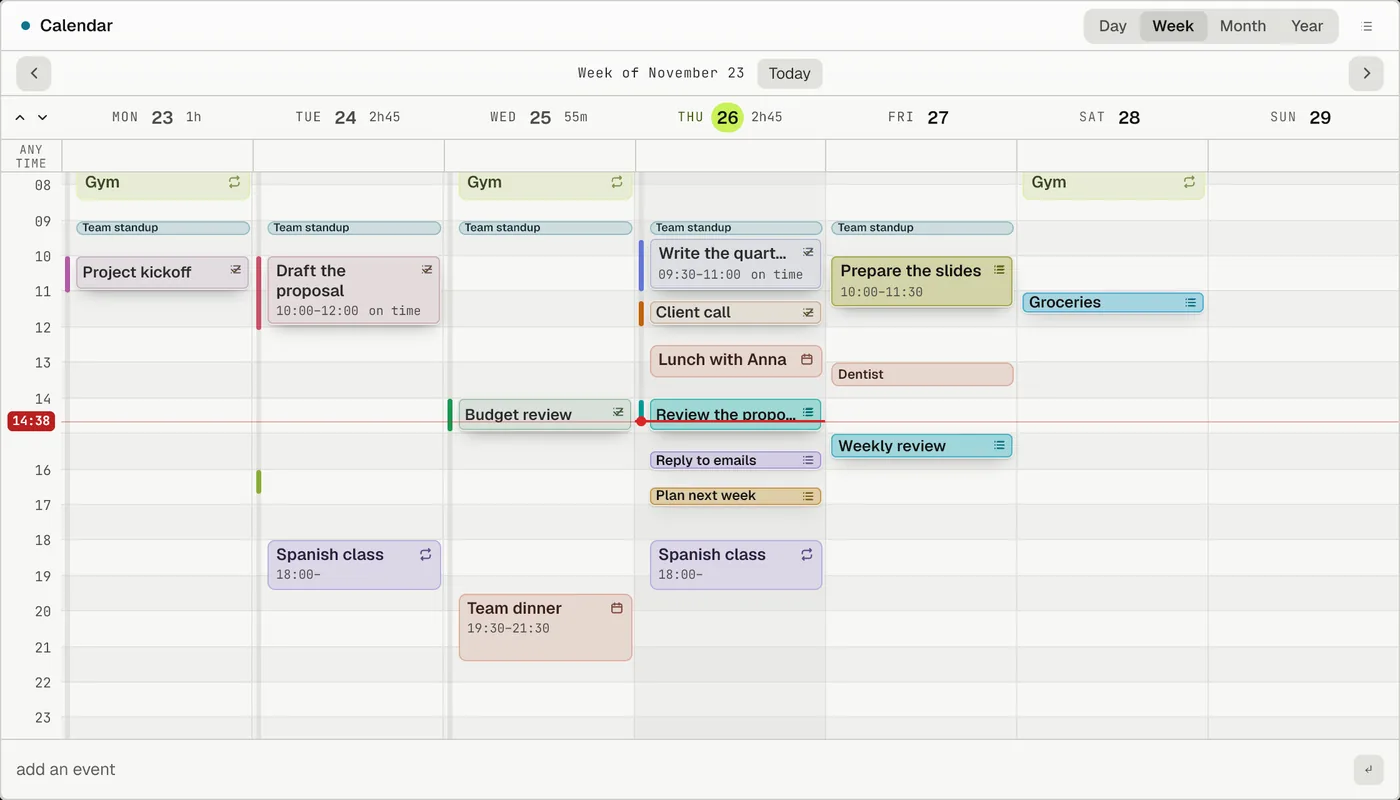 Calendar
Day Week Month Year
Week of November 23 Today
MON 23 1h TUE 24 2h45 WED 25 55m THU 26 2h45 FRI 27 SAT 28 SUN 29
ANY
TIME
08 Gym Gym Gym
09
Team standup Team standup Team standup Team standup Team standup
10
Project kickoff
Draft the
proposal
10:00–12:00 on time
Write the quart…
09:30–11:00 on time
Prepare the slides
10:00–11:30
11
Groceries
Client call
12
Lunch with Anna
13
Dentist
14
Budget review
Review the propo…
14:38
Weekly review
Reply to emails
16
Plan next week
17
18
Spanish class
18:00–
Spanish class
18:00–
19
Team dinner
19:30–21:30
20
21
22
23
add an event